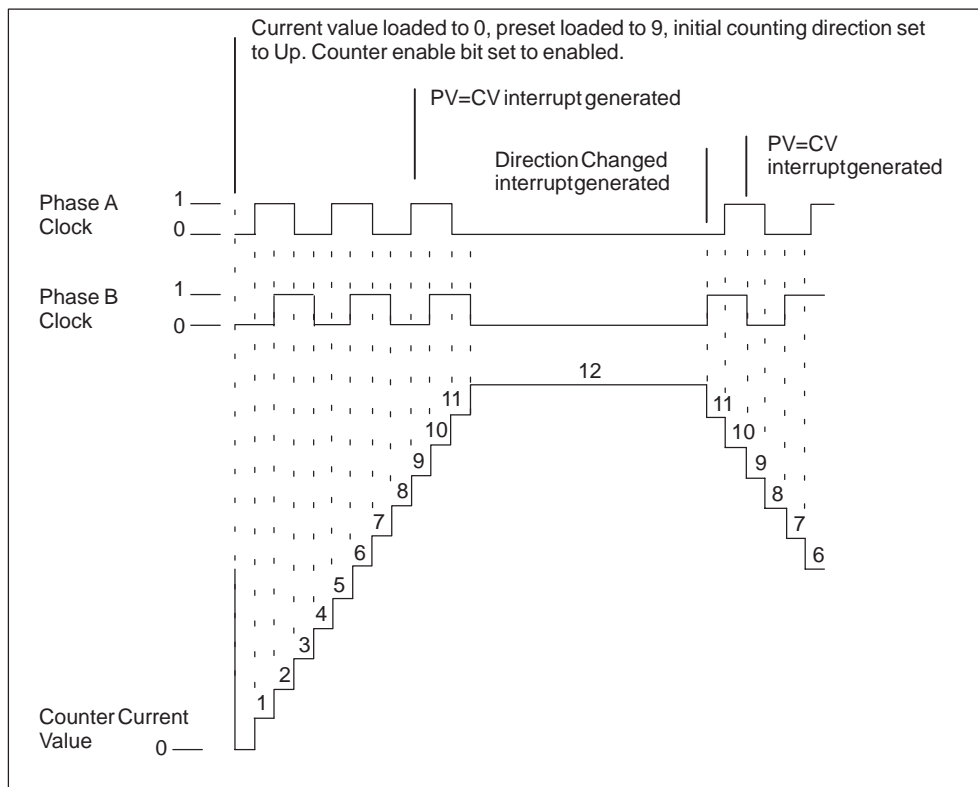 Current value loaded to 0, preset loaded to 9, initial counting direction set
to Up. Counter enable bit set to enabled.
PV=CV interrupt generated
Direction Changed
interrupt generated
PV=CV
interrupt generated
Phase A
Clock
1
0
Phase B
Clock
1
0
12
11
11
10
10
9
9
8
8
7
7
6
6
5
4
3
2
1
Counter Current
Value
0